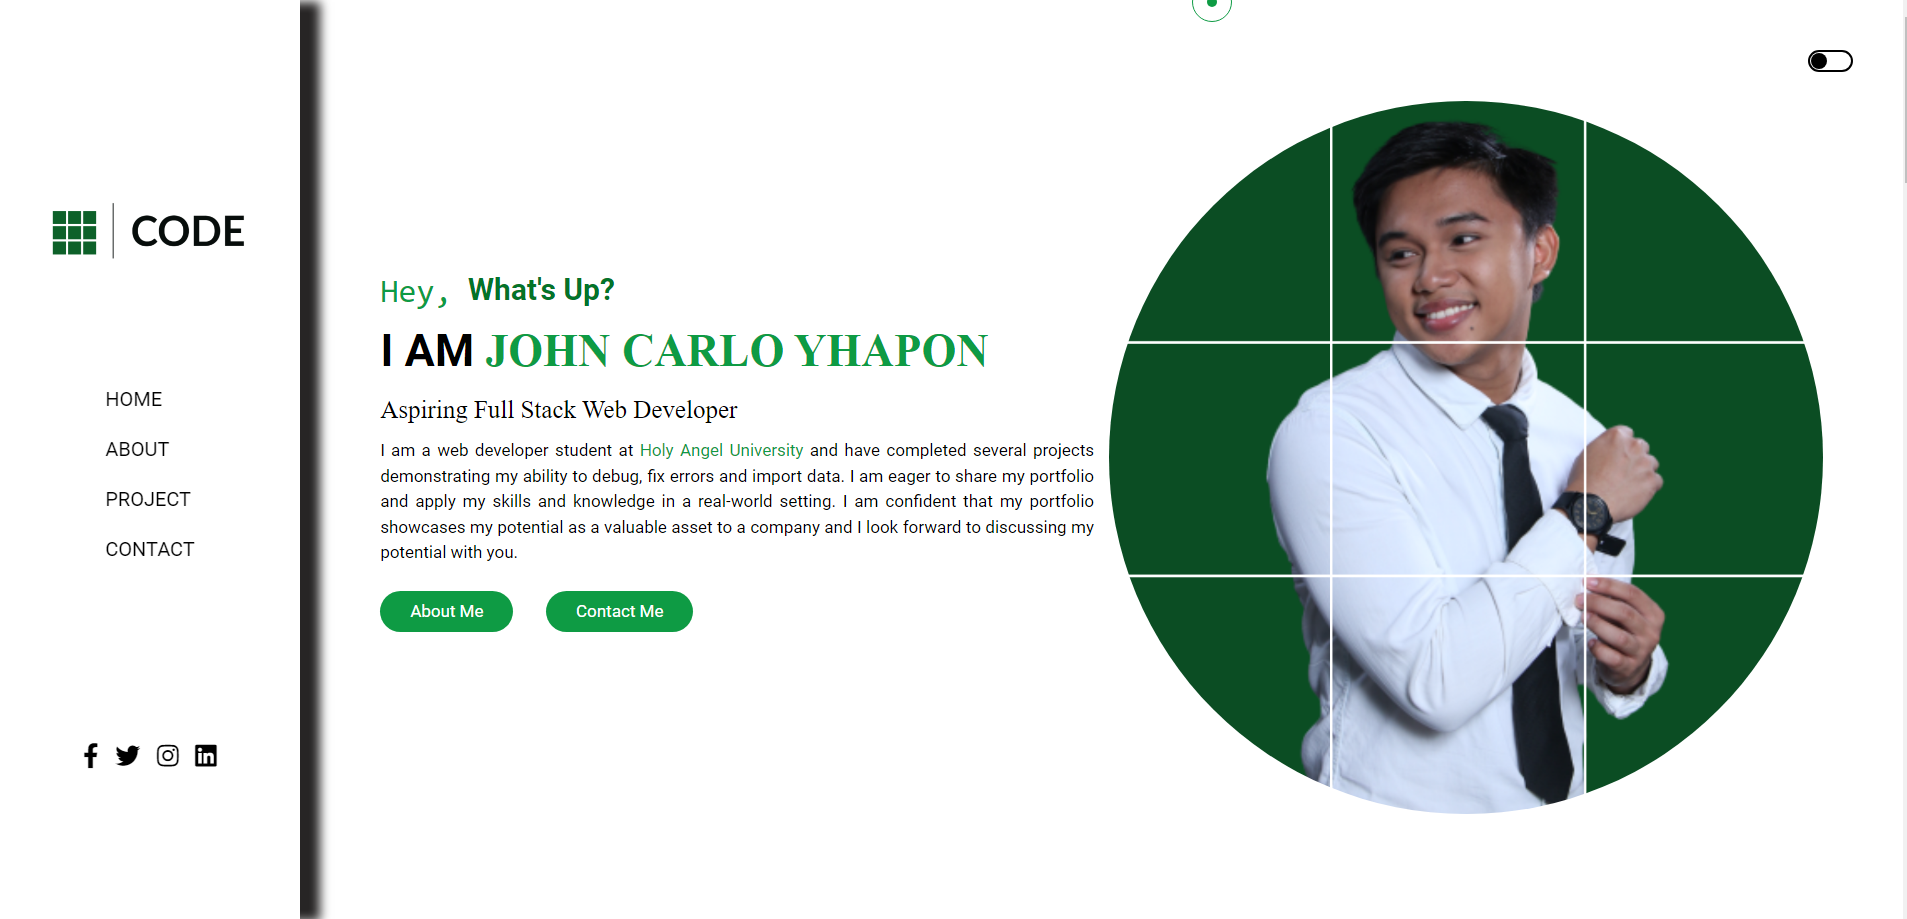 CODE
HOME
ABOUT
PROJECT
CONTACT
Hey, What's Up?
I AM JOHN CARLO YHAPON
Aspiring Full Stack Web Developer
I am a web developer student at Holy Angel University and have completed several projects
demonstrating my ability to debug, fix errors and import data. I am eager to share my portfolio
and apply my skills and knowledge in a real-world setting. I am confident that my portfolio
showcases my potential as a valuable asset to a company and I look forward to discussing my
potential with you.
About Me
Contact Me